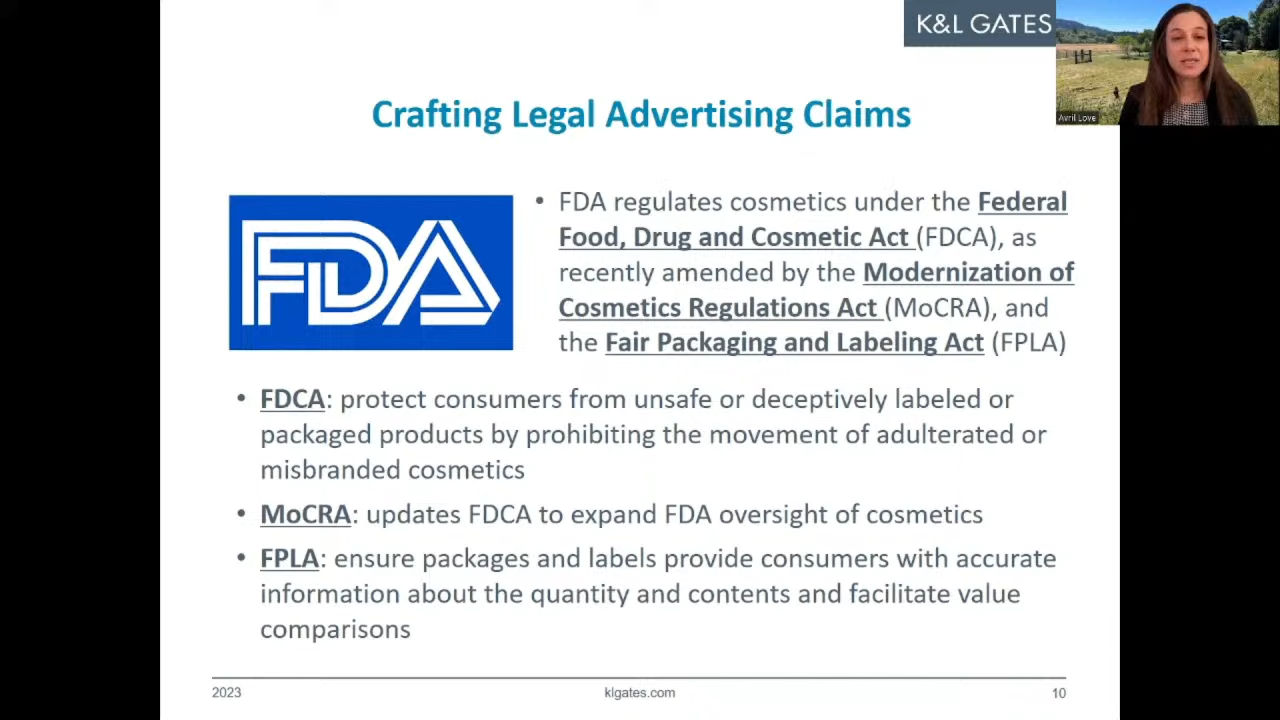 K&L GATES
Avril Love
Crafting Legal Advertising Claims
FDA
• FDA regulates cosmetics under the Federal
Food, Drug and Cosmetic Act (FDCA), as
recently amended by the Modernization of
Cosmetics Regulations Act (MoCRA), and
the Fair Packaging and Labeling Act (FPLA)
• FDCA: protect consumers from unsafe or deceptively labeled or
packaged products by prohibiting the movement of adulterated or
misbranded cosmetics
• MoCRA: updates FDCA to expand FDA oversight of cosmetics
• FPLA: ensure packages and labels provide consumers with accurate
information about the quantity and contents and facilitate value
comparisons
2023
klgates.com
10